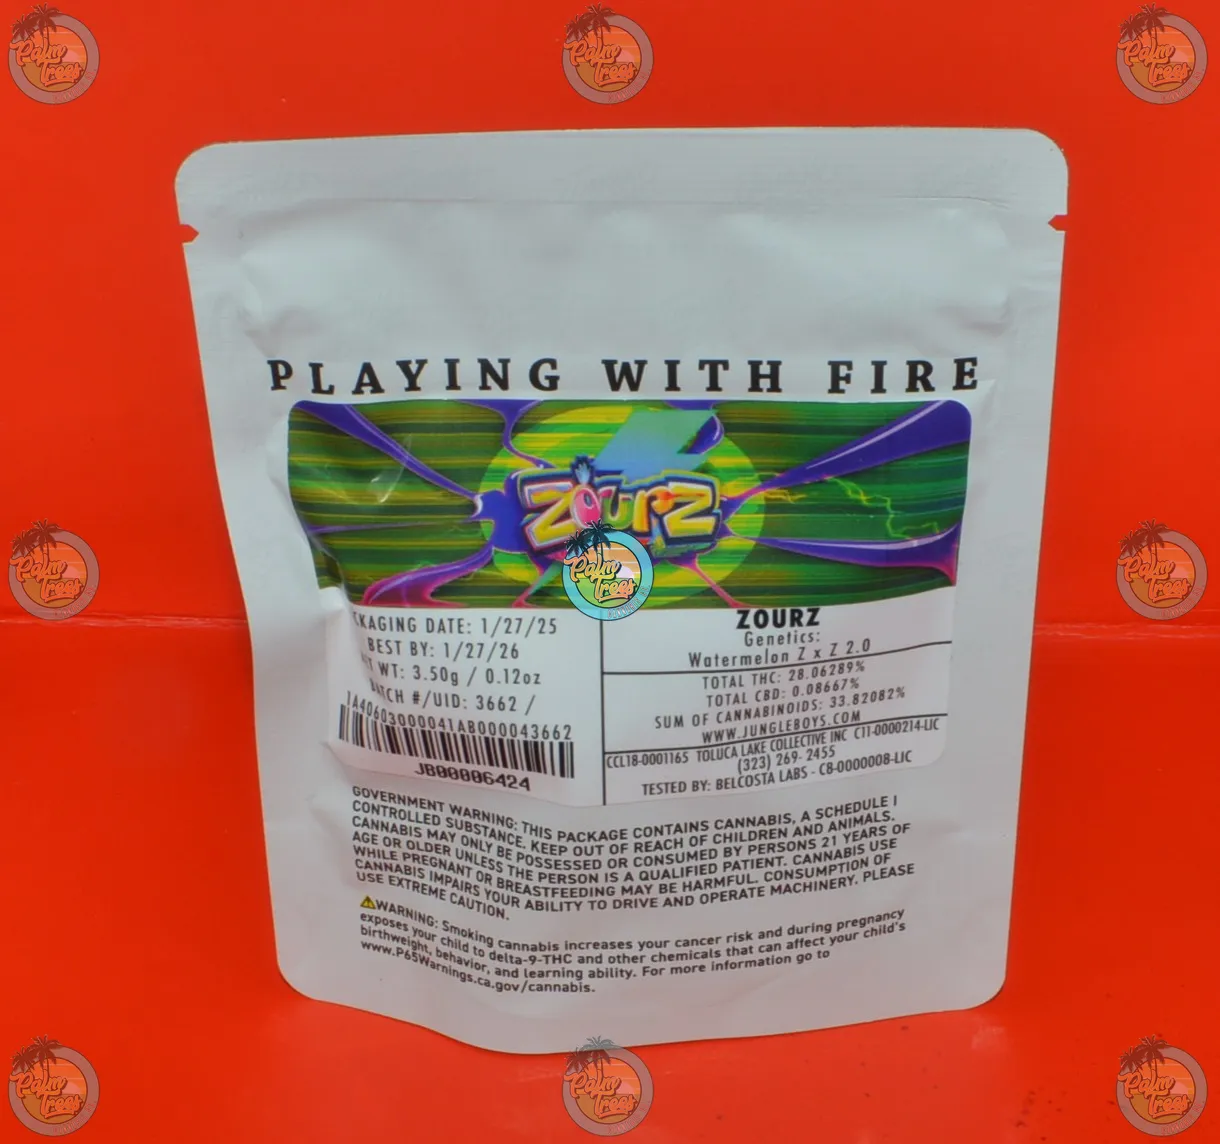 PLAYING WITH FIRE
ZOURZ
Palm Trees
CKAGING DATE: 1/27/25
BEST BY: 1/27/26
WT: 3.50g / 0.12oz
BATCH #/UID: 3662 /
1A40603000041AB000043662
JB00006424
ZOURZ
Genetics:
Watermelon Z x Z 2.0
TOTAL THC: 28.06289%
TOTAL CBD: 0.08667%
SUM OF CANNABINOIDS: 33.82082%
WWW.JUNGLEBOYS.COM
CCL18-0001165 TOLUCA LAKE COLLECTIVE INC C11-0000214-LIC
(323) 269-2455
TESTED BY: BELCOSTA LABS - C8-0000008-LIC
GOVERNMENT WARNING: THIS PACKAGE CONTAINS CANNABIS, A SCHEDULE I
CONTROLLED SUBSTANCE. KEEP OUT OF REACH OF CHILDREN AND ANIMALS.
CANNABIS MAY ONLY BE POSSESSED OR CONSUMED BY PERSONS 21 YEARS OF
AGE OR OLDER UNLESS THE PERSON IS A QUALIFIED PATIENT. CANNABIS USE
WHILE PREGNANT OR BREASTFEEDING MAY BE HARMFUL. CONSUMPTION OF
CANNABIS IMPAIRS YOUR ABILITY TO DRIVE AND OPERATE MACHINERY. PLEASE
USE EXTREME CAUTION.
WARNING: Smoking cannabis increases your cancer risk and during pregnancy
exposes your child to delta-9-THC and other chemicals that can affect your child's
birthweight, behavior, and learning ability. For more information go to
www.P65Warnings.ca.gov/cannabis.